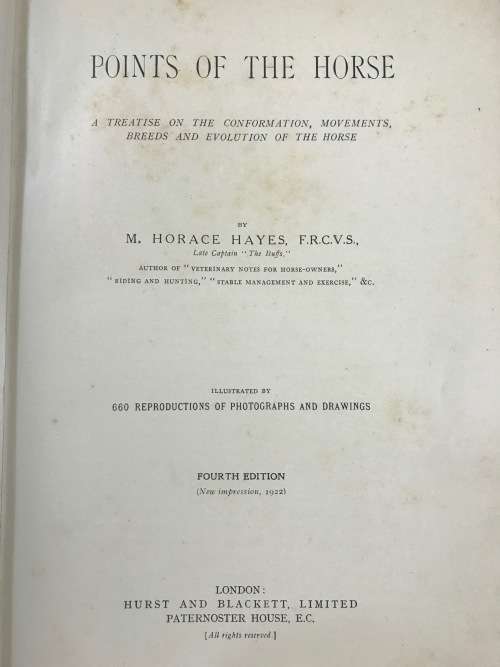 POINTS OF THE HORSE
A TREATISE ON THE CONFORMATION, MOVEMENTS,
BREEDS AND EVOLUTION OF THE HORSE
BY
M. HORACE HAYES, F.R.C.V.S.,
Late Captain "The Buffs,"
AUTHOR OF "VETERINARY NOTES FOR HORSE-OWNERS,"
"RIDING AND HUNTING," "STABLE MANAGEMENT AND EXERCISE," &C.
ILLUSTRATED BY
660 REPRODUCTIONS OF PHOTOGRAPHS AND DRAWINGS
FOURTH EDITION
(New impression, 1922)
LONDON:
HURST AND BLACKETT, LIMITED
PATERNOSTER HOUSE, E.C.
[All rights reserved.]